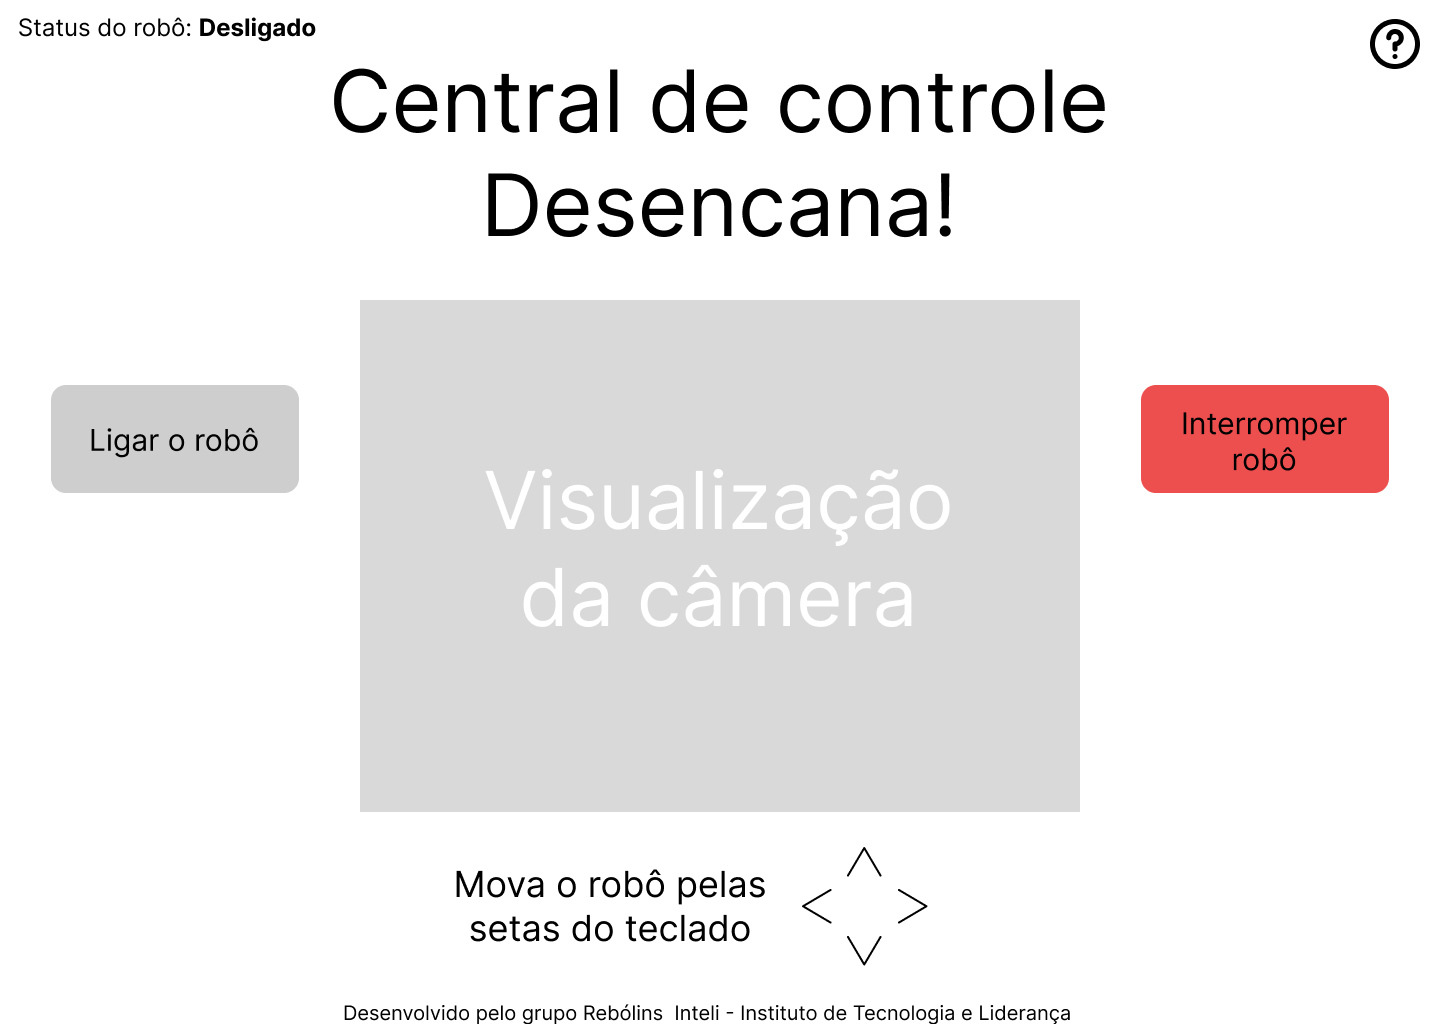 Status do robô: Desligado
?
Central de controle
Desencana!
Ligar o robô
Visualização
da câmera
Interromper
robô
Mova o robô pelas
setas do teclado
Desenvolvido pelo grupo Rebólins  Inteli - Instituto de Tecnologia e Liderança